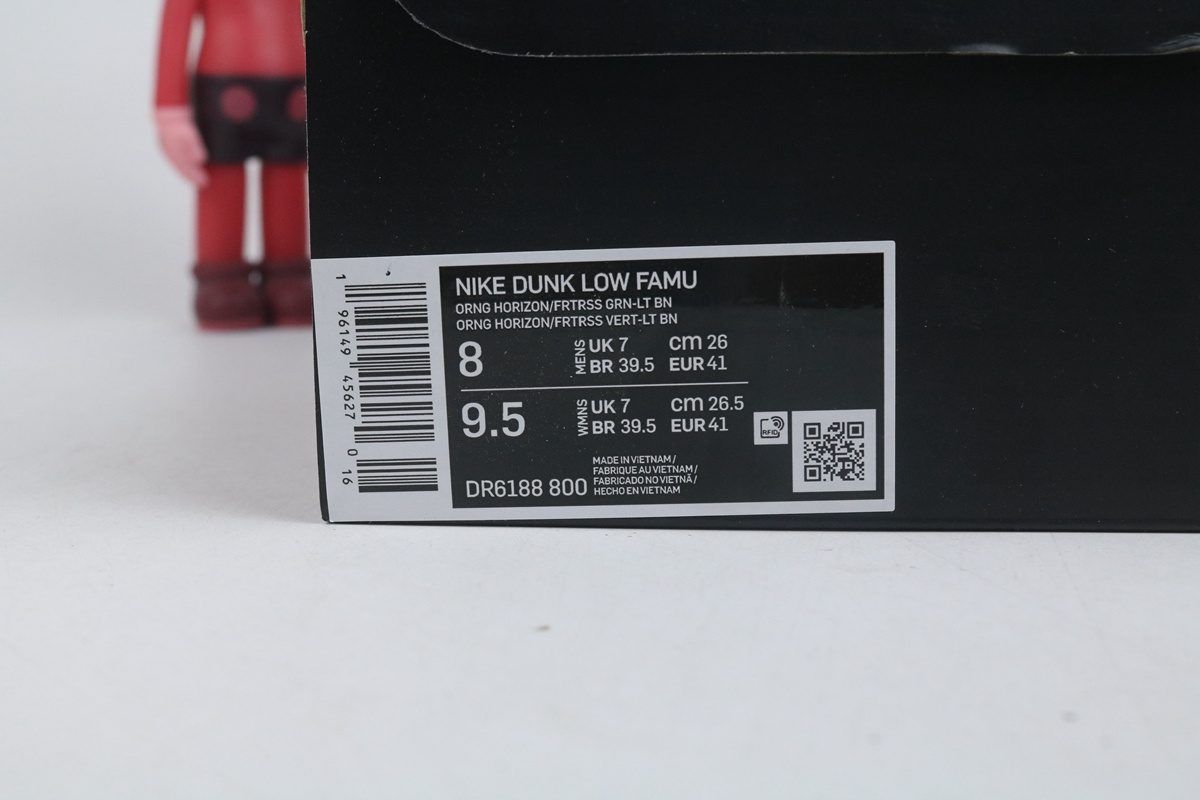 NIKE DUNK LOW FAMU
ORNG HORIZON/FRTRSS GRN-LT BN
ORNG HORIZON/FRTRSS VERT-LT BN
8 MENS UK 7 cm 26
BR 39.5 EUR 41
9.5 WMNS UK 7 cm 26.5
BR 39.5 EUR 41
RFID
MADE IN VIETNAM /
FABRIQUE AU VIETNAM /
FABRICADO NO VIETNÃ /
HECHO EN VIETNAM
DR6188 800
1 96149 45627 0 16